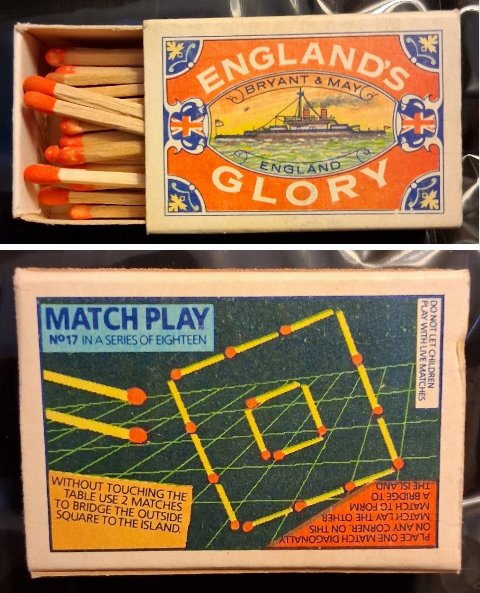 ENGLAND'S
BRYANT & MAY
ENGLAND
GLORY
MATCH PLAY
Nº17 IN A SERIES OF EIGHTEEN
DO NOT LET CHILDREN
PLAY WITH LIVE MATCHES
WITHOUT TOUCHING THE
TABLE USE 2 MATCHES
TO BRIDGE THE OUTSIDE
SQUARE TO THE ISLAND.
PLACE ONE MATCH DIAGONALLY
ON ANY CORNER. ON THIS
MATCH LAY THE OTHER
MATCH TO FORM
A BRIDGE TO
THE ISLAND